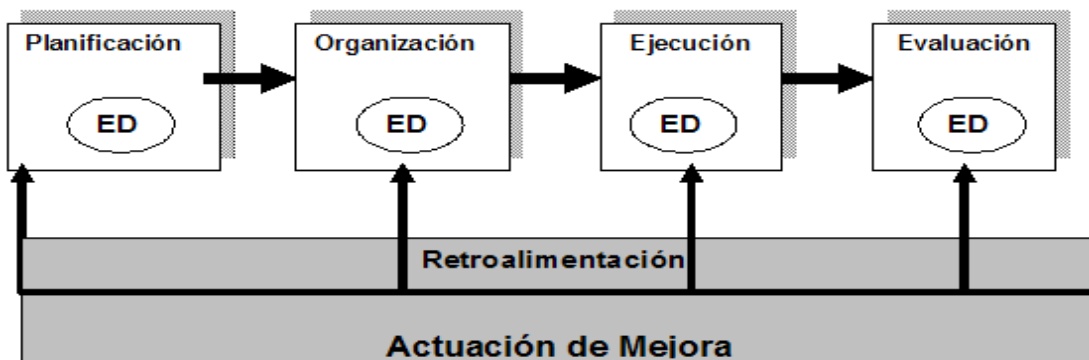 Planificación
Organización
Ejecución
Evaluación
ED
ED
ED
ED
Retroalimentación
Actuación de Mejora